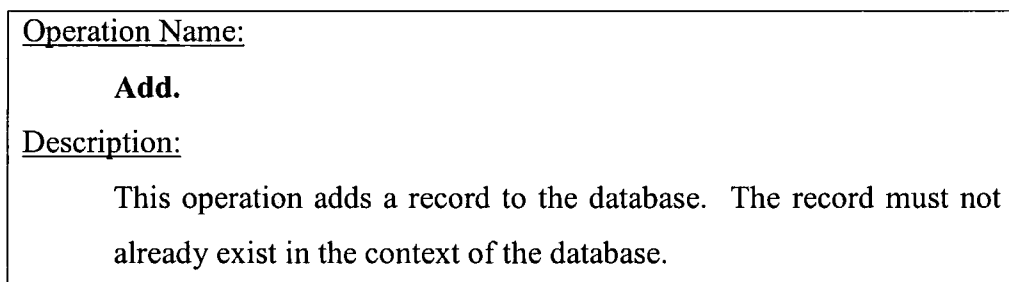 Operation Name:
Add.
Description:
This operation adds a record to the database. The record must not
already exist in the context of the database.